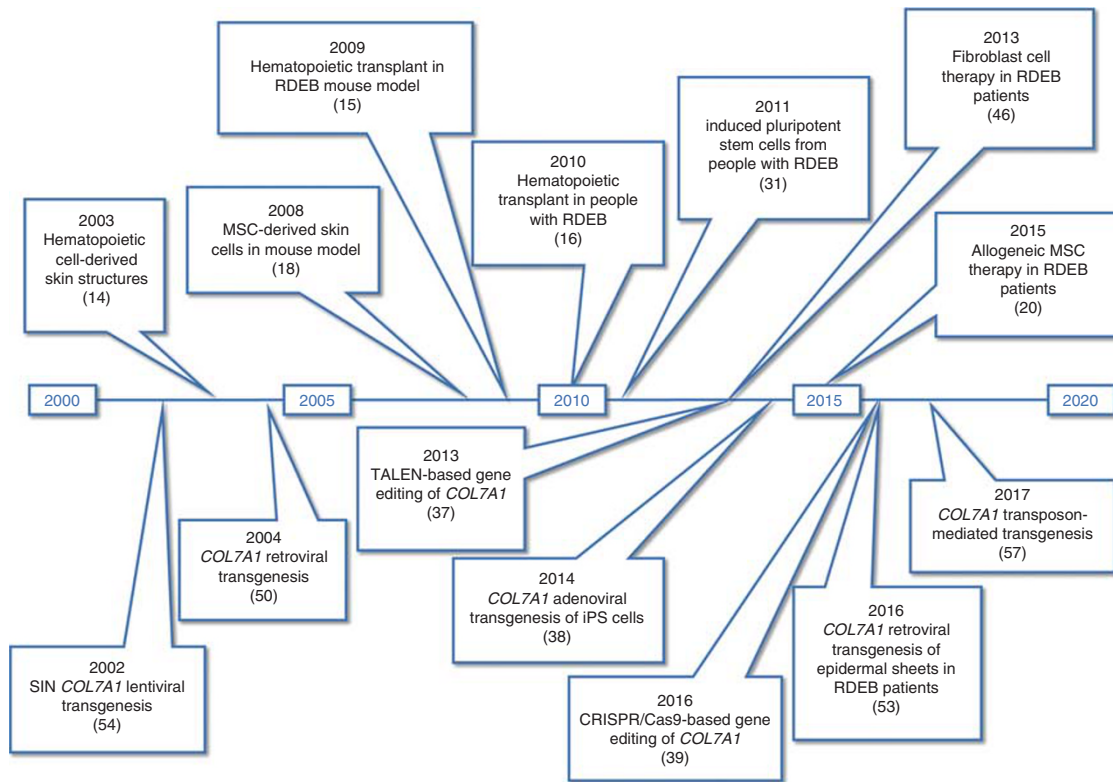 2009
Hematopoietic transplant in
RDEB mouse model
(15)
2013
Fibroblast cell
therapy in RDEB
patients
(46)
2011
induced pluripotent
stem cells from
people with RDEB
(31)
2010
Hematopoietic
transplant in people
with RDEB
(16)
2008
MSC-derived skin
cells in mouse model
(18)
2003
Hematopoietic
cell-derived
skin structures
(14)
2015
Allogeneic MSC
therapy in RDEB
patients
(20)
2000
2005
2010
2015
2020
2013
TALEN-based gene
editing of COL7A1
(37)
2004
COL7A1 retroviral
transgenesis
(50)
2017
COL7A1 transposon-
mediated transgenesis
(57)
2014
COL7A1 adenoviral
transgenesis of iPS cells
(38)
2016
COL7A1 retroviral
transgenesis of
epidermal sheets in
RDEB patients
(53)
2002
SIN COL7A1 lentiviral
transgenesis
(54)
2016
CRISPR/Cas9-based gene
editing of COL7A1
(39)